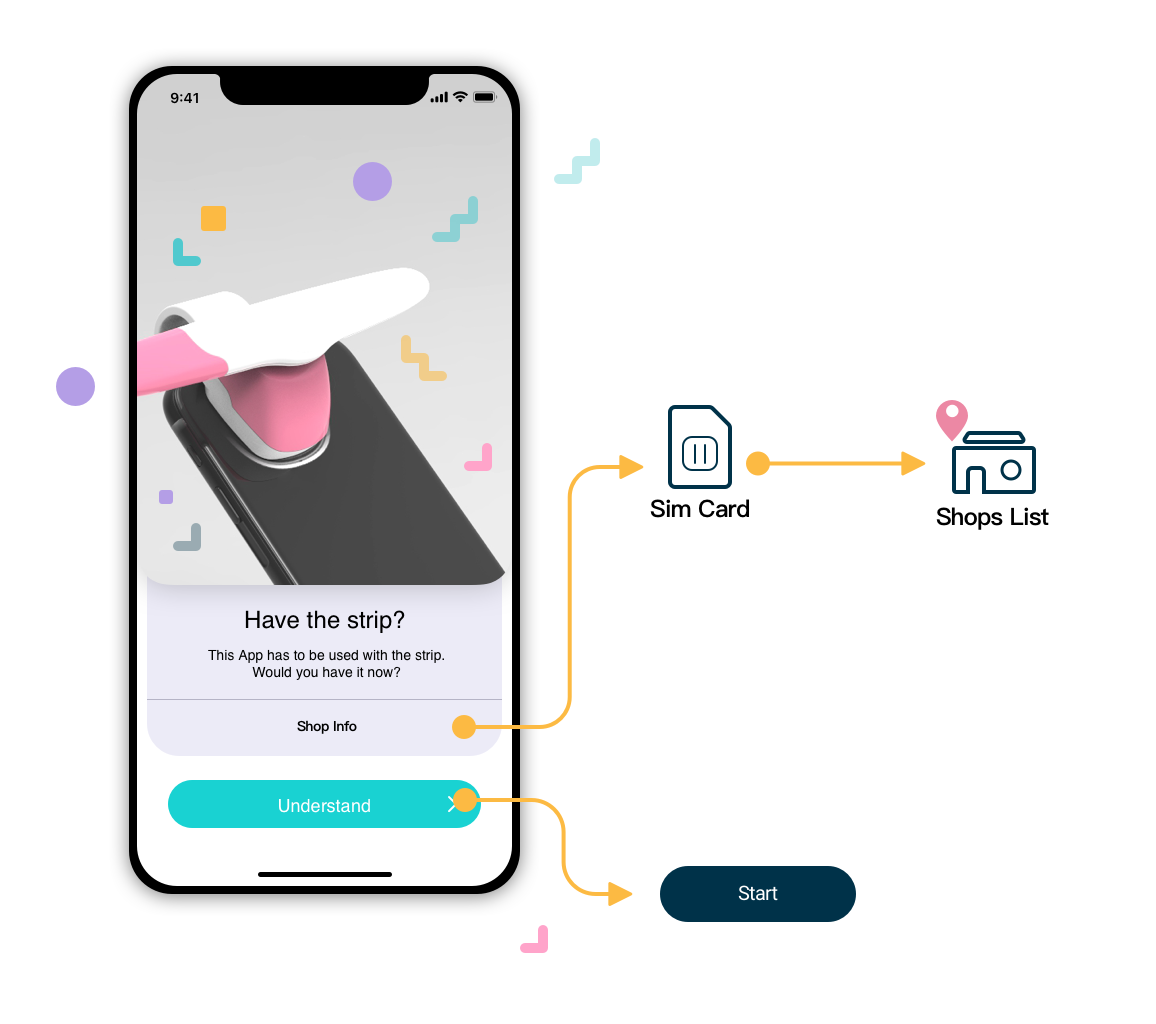 9:41
Have the strip?
This App has to be used with the strip.
Would you have it now?
Shop Info
Understand
Sim Card
Shops List
Start